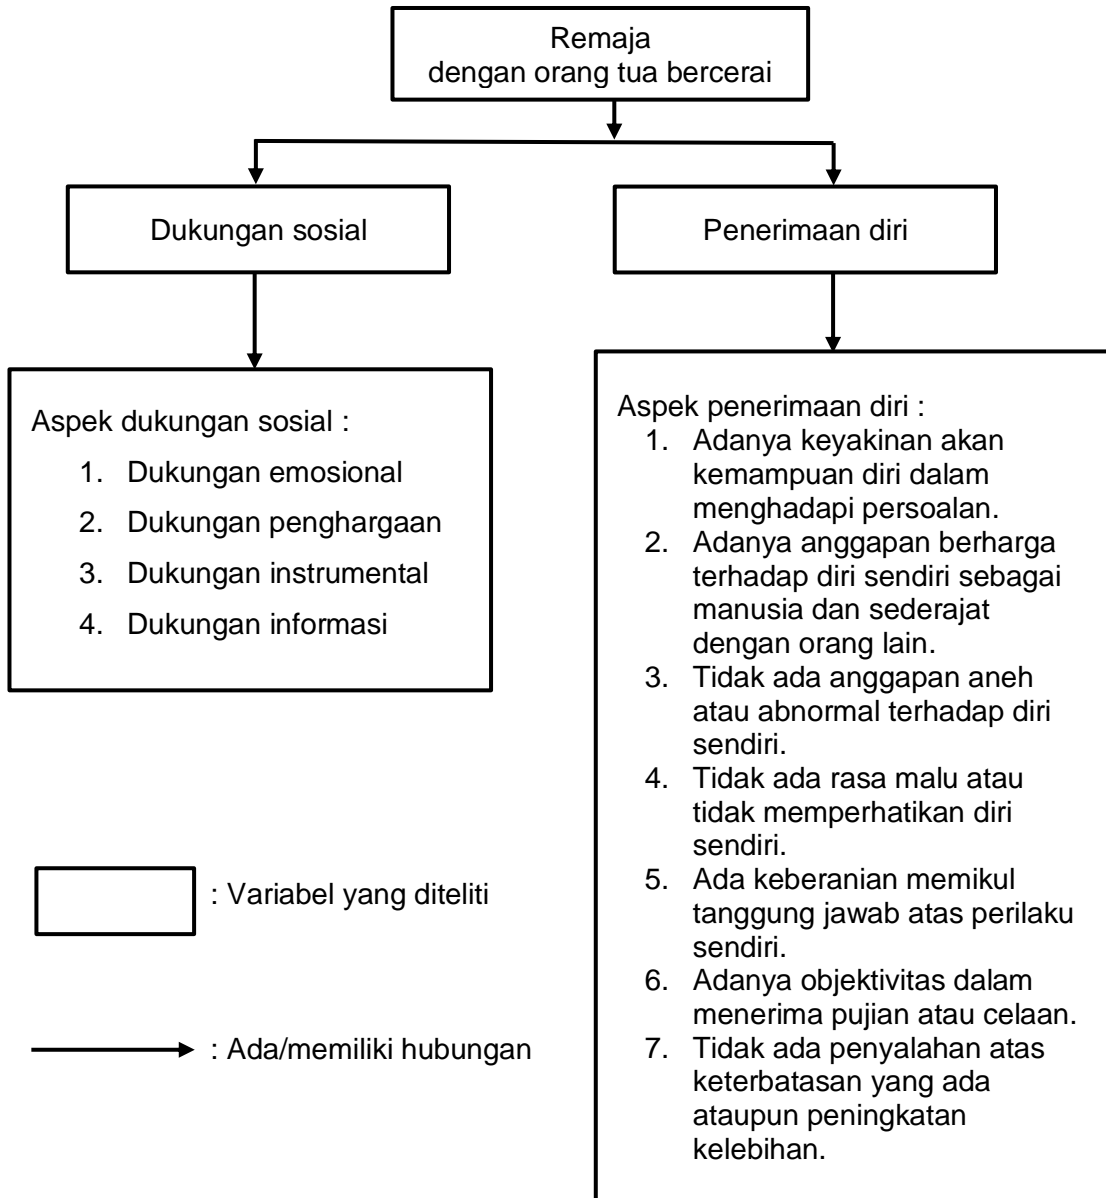 Remaja
dengan orang tua bercerai
Dukungan sosial
Penerimaan diri
Aspek dukungan sosial :
1. Dukungan emosional
2. Dukungan penghargaan
3. Dukungan instrumental
4. Dukungan informasi
Aspek penerimaan diri :
1. Adanya keyakinan akan
kemampuan diri dalam
menghadapi persoalan.
2. Adanya anggapan berharga
terhadap diri sendiri sebagai
manusia dan sederajat
dengan orang lain.
3. Tidak ada anggapan aneh
atau abnormal terhadap diri
sendiri.
4. Tidak ada rasa malu atau
tidak memperhatikan diri
sendiri.
5. Ada keberanian memikul
tanggung jawab atas perilaku
sendiri.
6. Adanya objektivitas dalam
menerima pujian atau celaan.
7. Tidak ada penyalahan atas
keterbatasan yang ada
ataupun peningkatan
kelebihan.
: Variabel yang diteliti
: Ada/memiliki hubungan